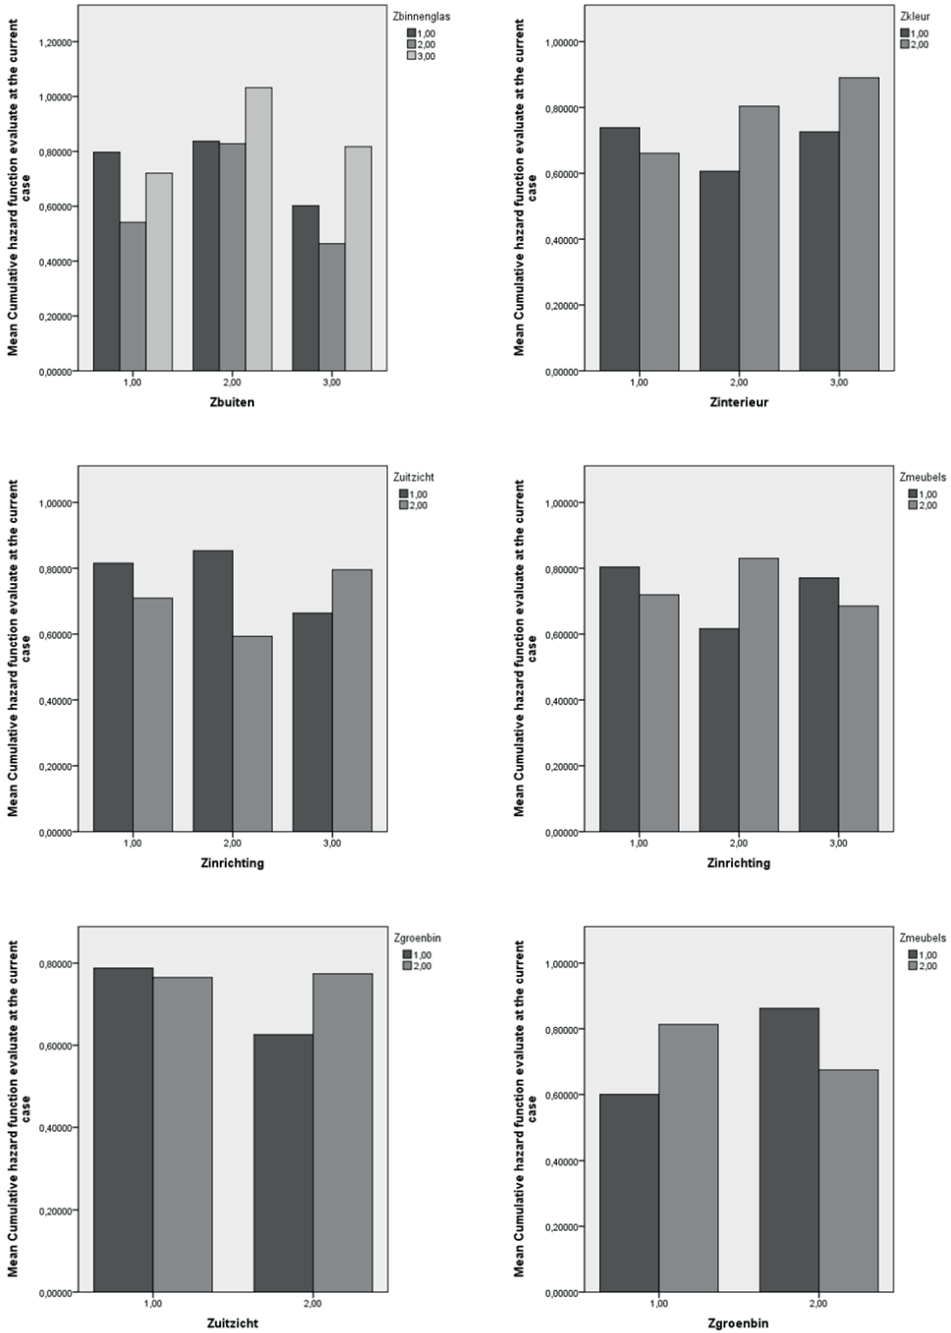 Zbinnenglas
1,00
2,00
3,00
Mean Cumulative hazard function evaluate at the current
case
1,20000
1,00000
0,80000
0,60000
0,40000
0,20000
0,00000
1,00 2,00 3,00
Zbuiten
Zkleur
1,00
2,00
Mean Cumulative hazard function evaluate at the current
case
1,00000
0,80000
0,60000
0,40000
0,20000
0,00000
1,00 2,00 3,00
Zinterieur
Zuitzicht
1,00
2,00
Mean Cumulative hazard function evaluate at the current
case
1,00000
0,80000
0,60000
0,40000
0,20000
0,00000
1,00 2,00 3,00
Zinrichting
Zmeubels
1,00
2,00
Mean Cumulative hazard function evaluate at the current
case
1,00000
0,80000
0,60000
0,40000
0,20000
0,00000
1,00 2,00 3,00
Zinrichting
Zgroenbin
1,00
2,00
Mean Cumulative hazard function evaluate at the current
case
0,80000
0,60000
0,40000
0,20000
0,00000
1,00 2,00
Zuitzicht
Zmeubels
1,00
2,00
Mean Cumulative hazard function evaluate at the current
case
1,00000
0,80000
0,60000
0,40000
0,20000
0,00000
1,00 2,00
Zgroenbin